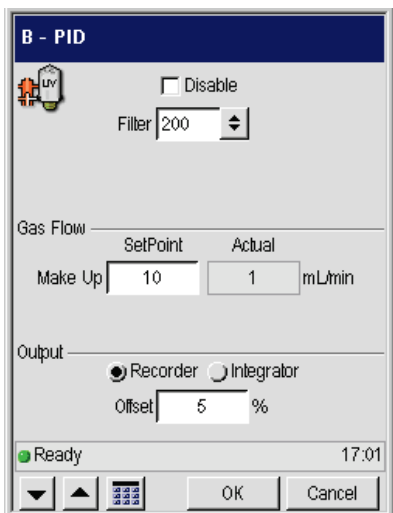 B - PID
UV
Disable
Filter 200
Gas Flow
SetPoint Actual
Make Up 10 1 mL/min
Output
Recorder Integrator
Offset 5 %
Ready 17:01
OK Cancel